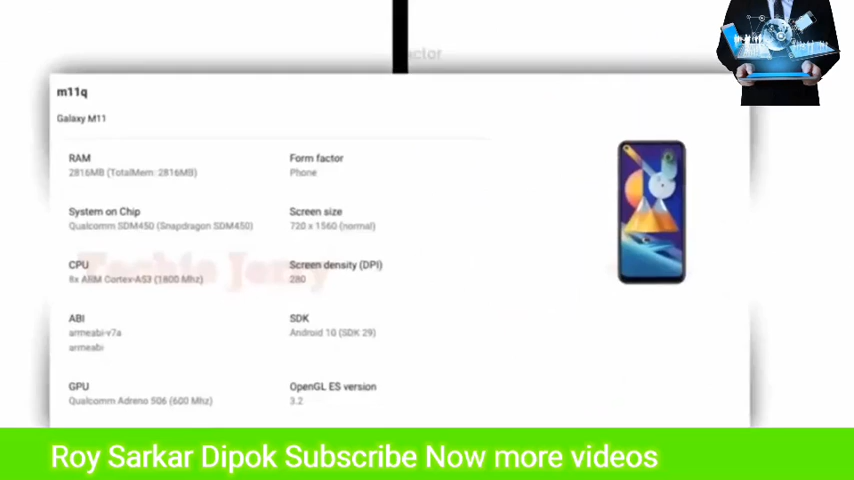 actor
m11q
Galaxy M11
RAM
2816MB (TotalMem: 2816MB)
Form factor
Phone
System on Chip
Qualcomm SDM450 (Snapdragon SDM450)
Screen size
720 x 1560 (normal)
CPU
8x ARM Cortex-A53 (1800 Mhz)
Screen density (DPI)
280
ABI
armeabi-v7a
armeabi
SDK
Android 10 (SDK 29)
GPU
Qualcomm Adreno 506 (600 Mhz)
OpenGL ES version
3.2
Roy Sarkar Dipok Subscribe Now more videos